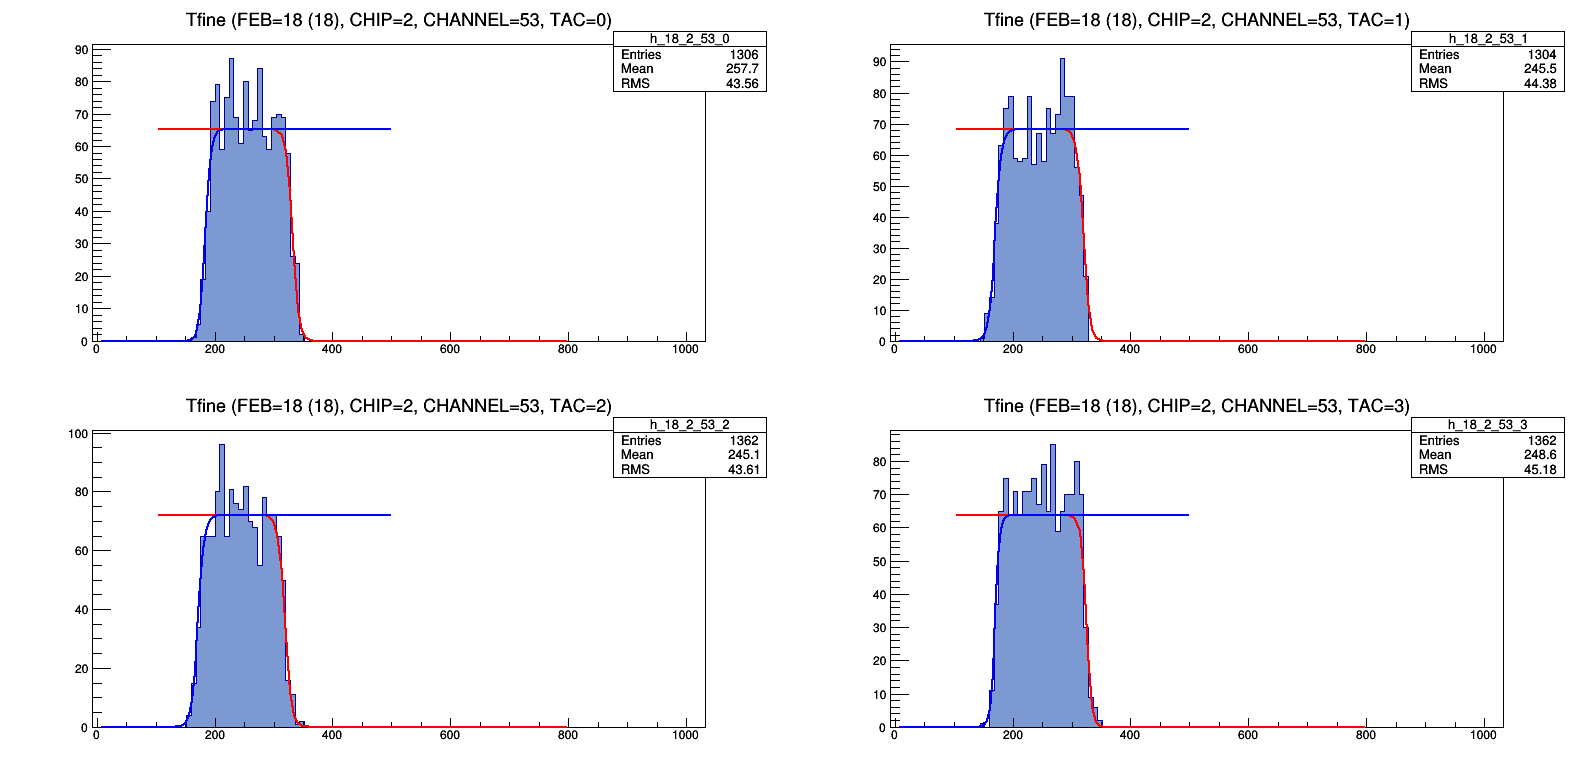 Tfine (FEB=18 (18), CHIP=2, CHANNEL=53, TAC=0)
h_18_2_53_0
Entries 1306
Mean 257.7
RMS 43.56
90
80
70
60
50
40
30
20
10
0
0 200 400 600 800 1000
Tfine (FEB=18 (18), CHIP=2, CHANNEL=53, TAC=1)
h_18_2_53_1
Entries 1304
Mean 245.5
RMS 44.38
90
80
70
60
50
40
30
20
10
0
0 200 400 600 800 1000
Tfine (FEB=18 (18), CHIP=2, CHANNEL=53, TAC=2)
h_18_2_53_2
Entries 1362
Mean 245.1
RMS 43.61
100
80
60
40
20
0
0 200 400 600 800 1000
Tfine (FEB=18 (18), CHIP=2, CHANNEL=53, TAC=3)
h_18_2_53_3
Entries 1362
Mean 248.6
RMS 45.18
80
70
60
50
40
30
20
10
0
0 200 400 600 800 1000